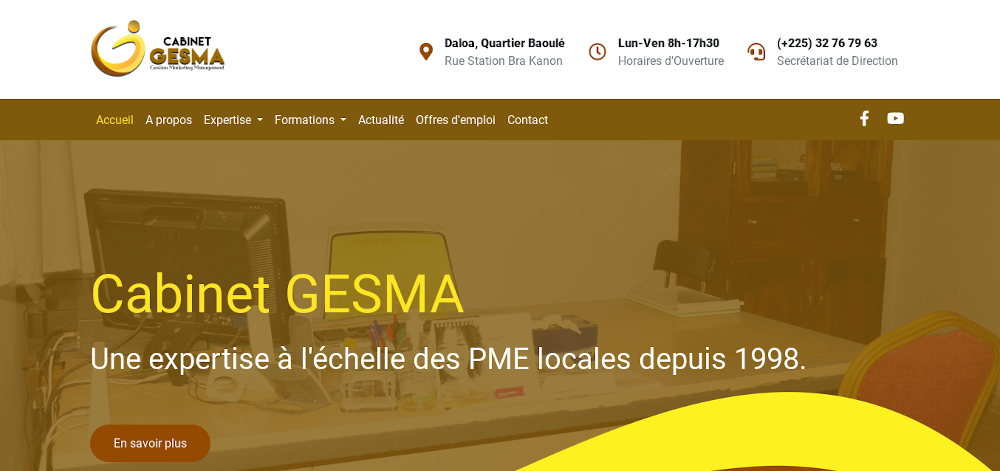 CABINET
GESMA
Gestion Marketing Management
Daloa, Quartier Baoulé
Rue Station Bra Kanon
Lun-Ven 8h-17h30
Horaires d'Ouverture
(+225) 32 76 79 63
Secrétariat de Direction
Accueil A propos Expertise Formations Actualité Offres d'emploi Contact
Cabinet GESMA
Une expertise à l'échelle des PME locales depuis 1998.
En savoir plus